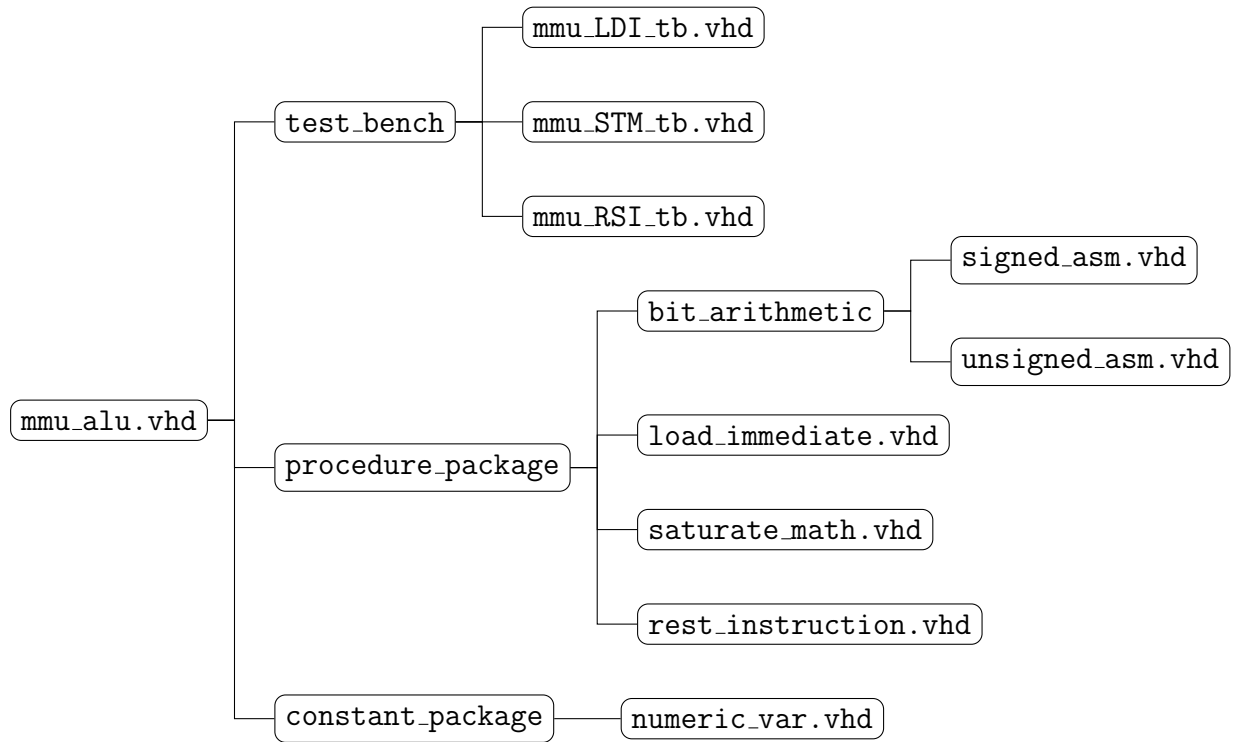 mmu_LDI_tb.vhd
test_bench
mmu_STM_tb.vhd
mmu_RSI_tb.vhd
signed_asm.vhd
bit_arithmetic
unsigned_asm.vhd
mmu_alu.vhd
load_immediate.vhd
procedure_package
saturate_math.vhd
rest_instruction.vhd
constant_package
numeric_var.vhd